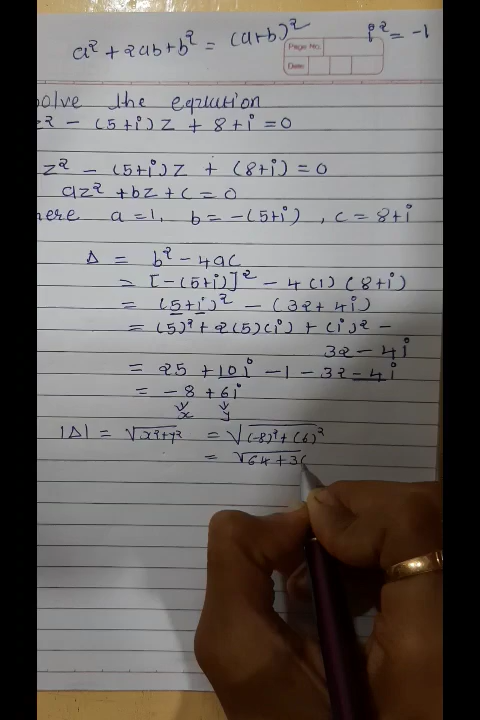 a² + 2ab + b² = (a+b)² i² = -1
Page No.
Date:
olve the eqution
z² - (5+i)z + 8+i = 0
z² - (5+i)z + (8+i) = 0
az² + bz + c = 0
here a=1, b = -(5+i), c = 8+i
Δ = b² - 4ac
= [-(5+i)]² - 4(1)(8+i)
= (5+i)² - (32+4i)
= (5)² + 2(5)(i) + (i)² -
32 - 4i
= 25 + 10i - 1 - 32 - 4i
= -8 + 6i
x y
|Δ| = √x²+y² = √(-8)² + (6)²
= √64+3